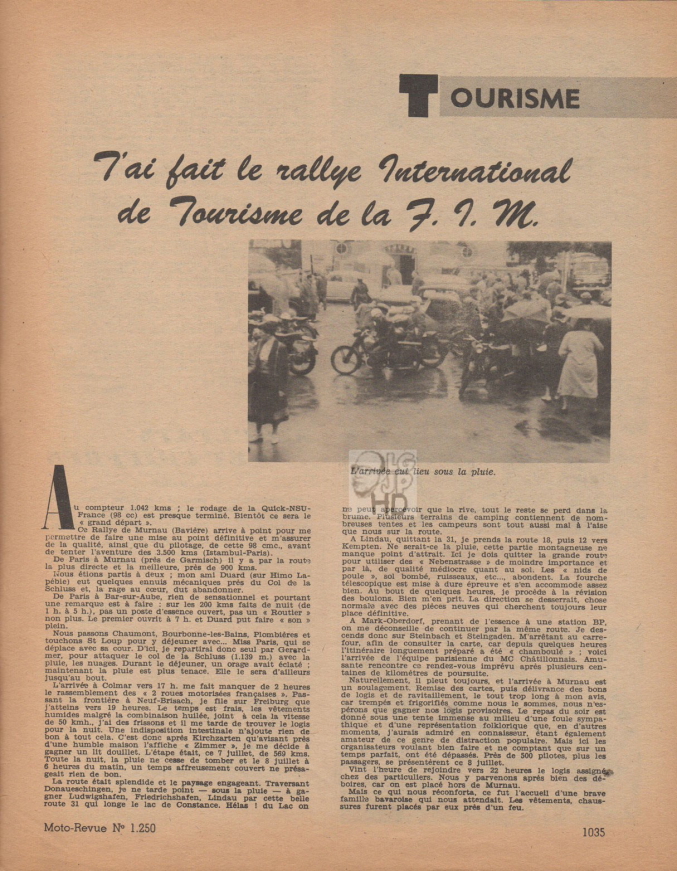 TOURISME
J'ai fait le rallye International
de Tourisme de la F. I. M.
L'arrivée eut lieu sous la pluie.
Au compteur 1.042 kms ; le rodage de la Quick-NSU-
France (98 cc) est presque terminé. Bientôt ce sera le
« grand départ ».
Ce Rallye de Murnau (Bavière) arrive à point pour me
permettre de faire une mise au point définitive et m'assurer
de la qualité, ainsi que du pilotage, de cette 98 cmc., avant
de tenter l'aventure des 3.500 kms (Istambul-Paris).
De Paris à Murnau (près de Garmisch) il y a par la route
la plus directe et la meilleure, près de 900 kms.
Nous étions partis à deux ; mon ami Duard (sur Himo La-
pébie) eut quelques ennuis mécaniques près du Col de la
Schluss et, la rage au cœur, dut abandonner.
De Paris à Bar-sur-Aube, rien de sensationnel et pourtant
une remarque est à faire : sur les 200 kms faits de nuit (de
1 h. à 5 h.), pas un poste d'essence ouvert, pas un « Routier »
non plus. Le premier ouvrit à 7 h. et Duard put faire « son »
plein.
Nous passons Chaumont, Bourbonne-les-Bains, Plombières et
touchons St Loup pour y déjeuner avec... Miss Paris, qui se
déplace avec sa cour. D'ici, je repartirai donc seul par Gerard-
mer, pour attaquer le col de la Schluss (1.139 m.) avec la
pluie, les nuages. Durant le déjeuner, un orage avait éclaté ;
maintenant la pluie est plus tenace. Elle le sera d'ailleurs
jusqu'au bout.
L'arrivée à Colmar vers 17 h. me fait manquer de 2 heures
le rassemblement des « 2 roues motorisées françaises ». Pas-
sant la frontière à Neuf-Brisach, je file sur Freiburg que
j'atteins vers 19 heures. Le temps est frais, les vêtements
humides malgré la combinaison huilée, joint à cela la vitesse
de 50 kmh., j'ai des frissons et il me tarde de trouver le logis
pour la nuit. Une indisposition intestinale n'ajoute rien de
bon à tout cela. C'est donc après Kirchzarten qu'avisant près
d'une humble maison l'affiche « Zimmer », je me décide à
gagner un lit douillet. L'étape était, ce 7 juillet, de 569 kms.
Toute la nuit, la pluie ne cesse de tomber et le 8 juillet à
6 heures du matin, un temps affreusement couvert ne présa-
geait rien de bon.
La route était splendide et le paysage engageant. Traversant
Donaueschingen, je ne tarde point — sous la pluie — à ga-
gner Ludwigshafen, Friedrichshafen, Lindau par cette belle
route 31 qui longe le lac de Constance. Hélas ! du Lac on
ne peut apercevoir que la rive, tout le reste se perd dans la
brume. Plusieurs terrains de camping contiennent de nom-
breuses tentes et les campeurs sont tout aussi mal à l'aise
que nous sur la route.
A Lindau, quittant la 31, je prends la route 18, puis 12 vers
Kempten. Ne serait-ce la pluie, cette partie montagneuse ne
manque point d'attrait. Ici je dois quitter la grande route
pour utiliser des « Nebenstrasse » de moindre importance et
par là, de qualité médiocre quant au sol. Les « nids de
poule », sol bombé, ruisseaux, etc..., abondent. La fourche
télescopique est mise à dure épreuve et s'en accommode assez
bien. Au bout de quelques heures, je procède à la révision
des boulons. Bien m'en prit. La direction se desserrait, chose
normale avec des pièces neuves qui cherchent toujours leur
place définitive.
A Mark-Oberdorf, prenant de l'essence à une station BP,
on me déconseille de continuer par la même route. Je des-
cends donc sur Steinbach et Steingaden. M'arrêtant au carre-
four, afin de consulter la carte, car depuis quelques heures
l'itinéraire longuement préparé a été « chamboulé » ; voici
l'arrivée de l'équipe parisienne du MC Châtillonnais. Amu-
sante rencontre ce rendez-vous imprévu après plusieurs cen-
taines de kilomètres de poursuite.
Naturellement, il pleut toujours, et l'arrivée à Murnau est
un soulagement. Remise des cartes, puis délivrance des bons
de logis et de ravitaillement, le tout trop long à mon avis,
car trempés et frigorifiés comme nous le sommes, nous n'es-
pérons que gagner nos logis provisoires. Le repas du soir est
donné sous une tente immense au milieu d'une foule sympa-
thique et d'une représentation folklorique que, en d'autres
moments, j'aurais admiré en connaisseur, étant également
amateur de ce genre de distraction populaire. Mais ici les
organisateurs voulant bien faire et ne comptant que sur un
temps parfait, ont été dépassés. Près de 500 pilotes, plus les
passagers, se présentèrent ce 8 juillet.
Vint l'heure de rejoindre vers 22 heures le logis assigné
chez des particuliers. Nous y parvenons après bien des dé-
boires, car on est placé hors de Murnau.
Mais ce qui nous réconforta, ce fut l'accueil d'une brave
famille bavaroise qui nous attendait. Les vêtements, chaus-
sures furent placés par eux près d'un feu.
Moto-Revue N° 1.250
1035